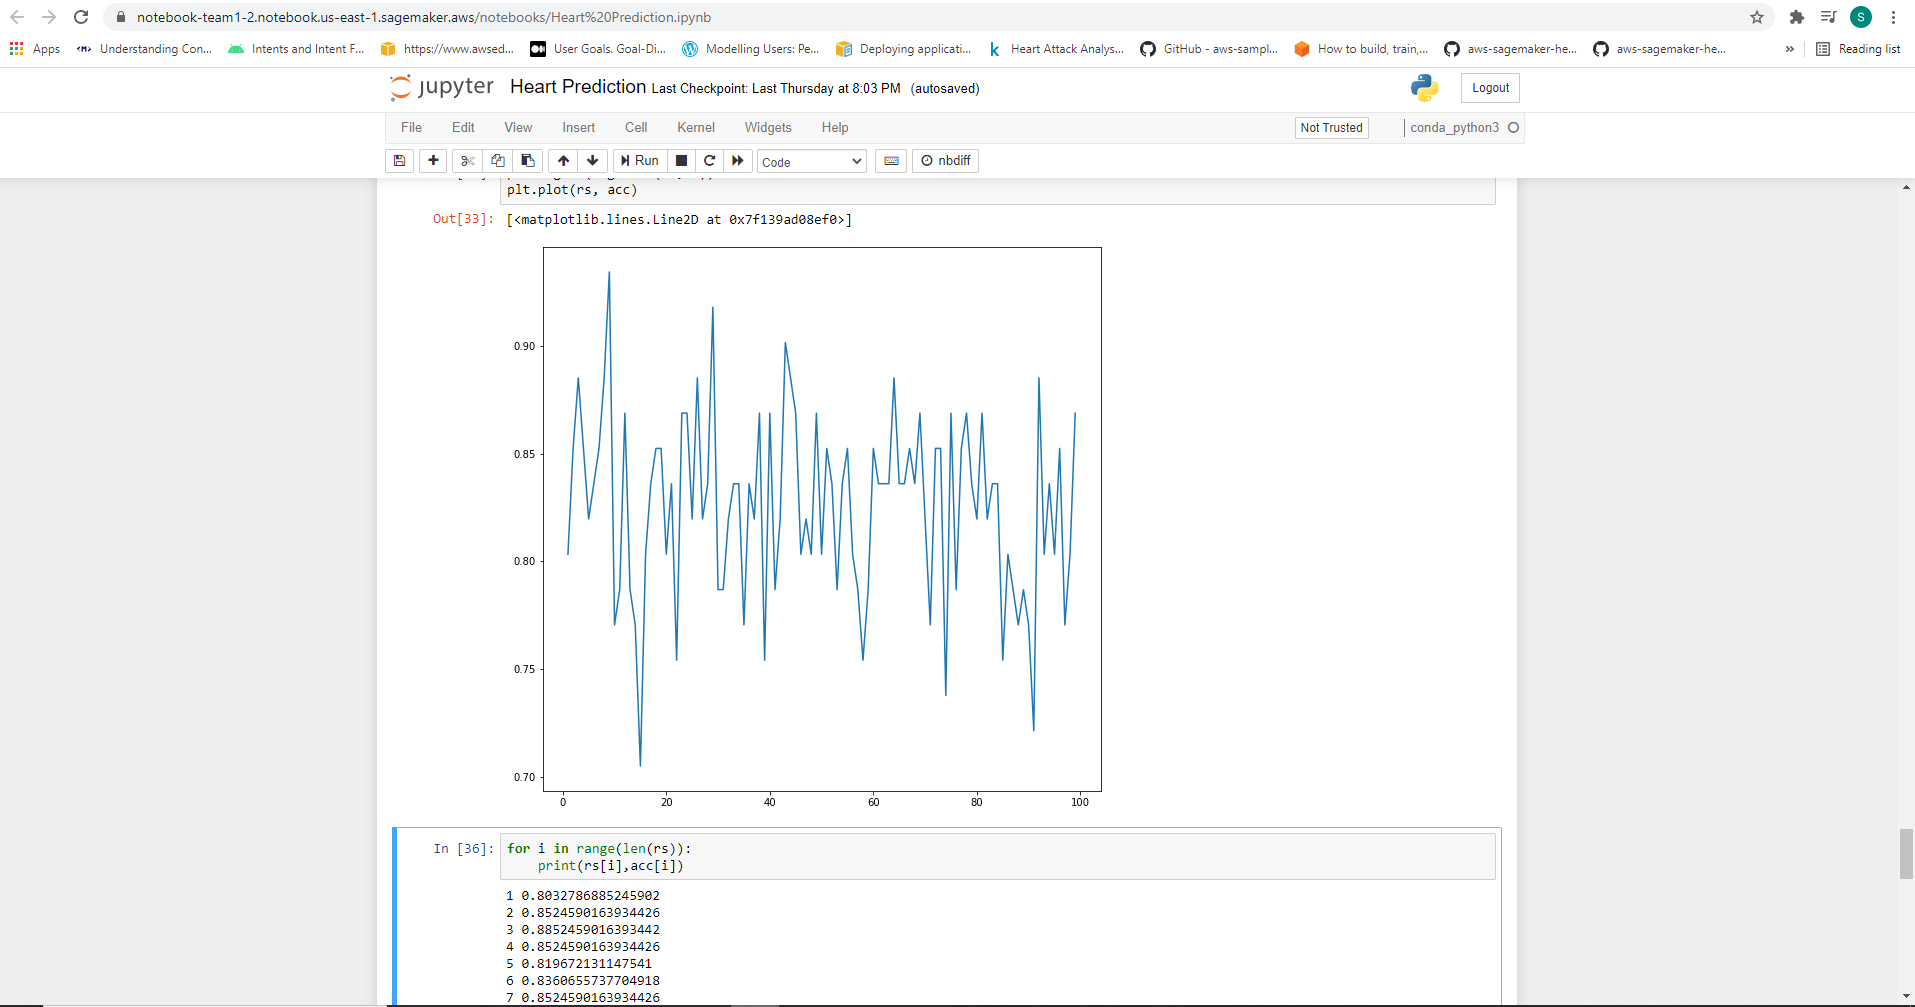 notebook-team1-2.notebook.us-east-1.sagemaker.aws/notebooks/Heart%20Prediction.ipynb
S
Apps <M> Understanding Con... Intents and Intent F... https://www.awsed... User Goals. Goal-Di... Modelling Users: Pe... Deploying applicati... k Heart Attack Analys... GitHub - aws-sampl... How to build, train,... aws-sagemaker-he... aws-sagemaker-he... » Reading list
jupyter Heart Prediction Last Checkpoint: Last Thursday at 8:03 PM (autosaved) Logout
File Edit View Insert Cell Kernel Widgets Help Not Trusted conda_python3
Run Code nbdiff
plt.plot(rs, acc)
Out[33]: [<matplotlib.lines.Line2D at 0x7f139ad08ef0>]
0.90
0.85
0.80
0.75
0.70
0 20 40 60 80 100
In [36]: for i in range(len(rs)):
print(rs[i],acc[i])
1 0.8032786885245902
2 0.8524590163934426
3 0.8852459016393442
4 0.8524590163934426
5 0.819672131147541
6 0.8360655737704918
7 0.8524590163934426